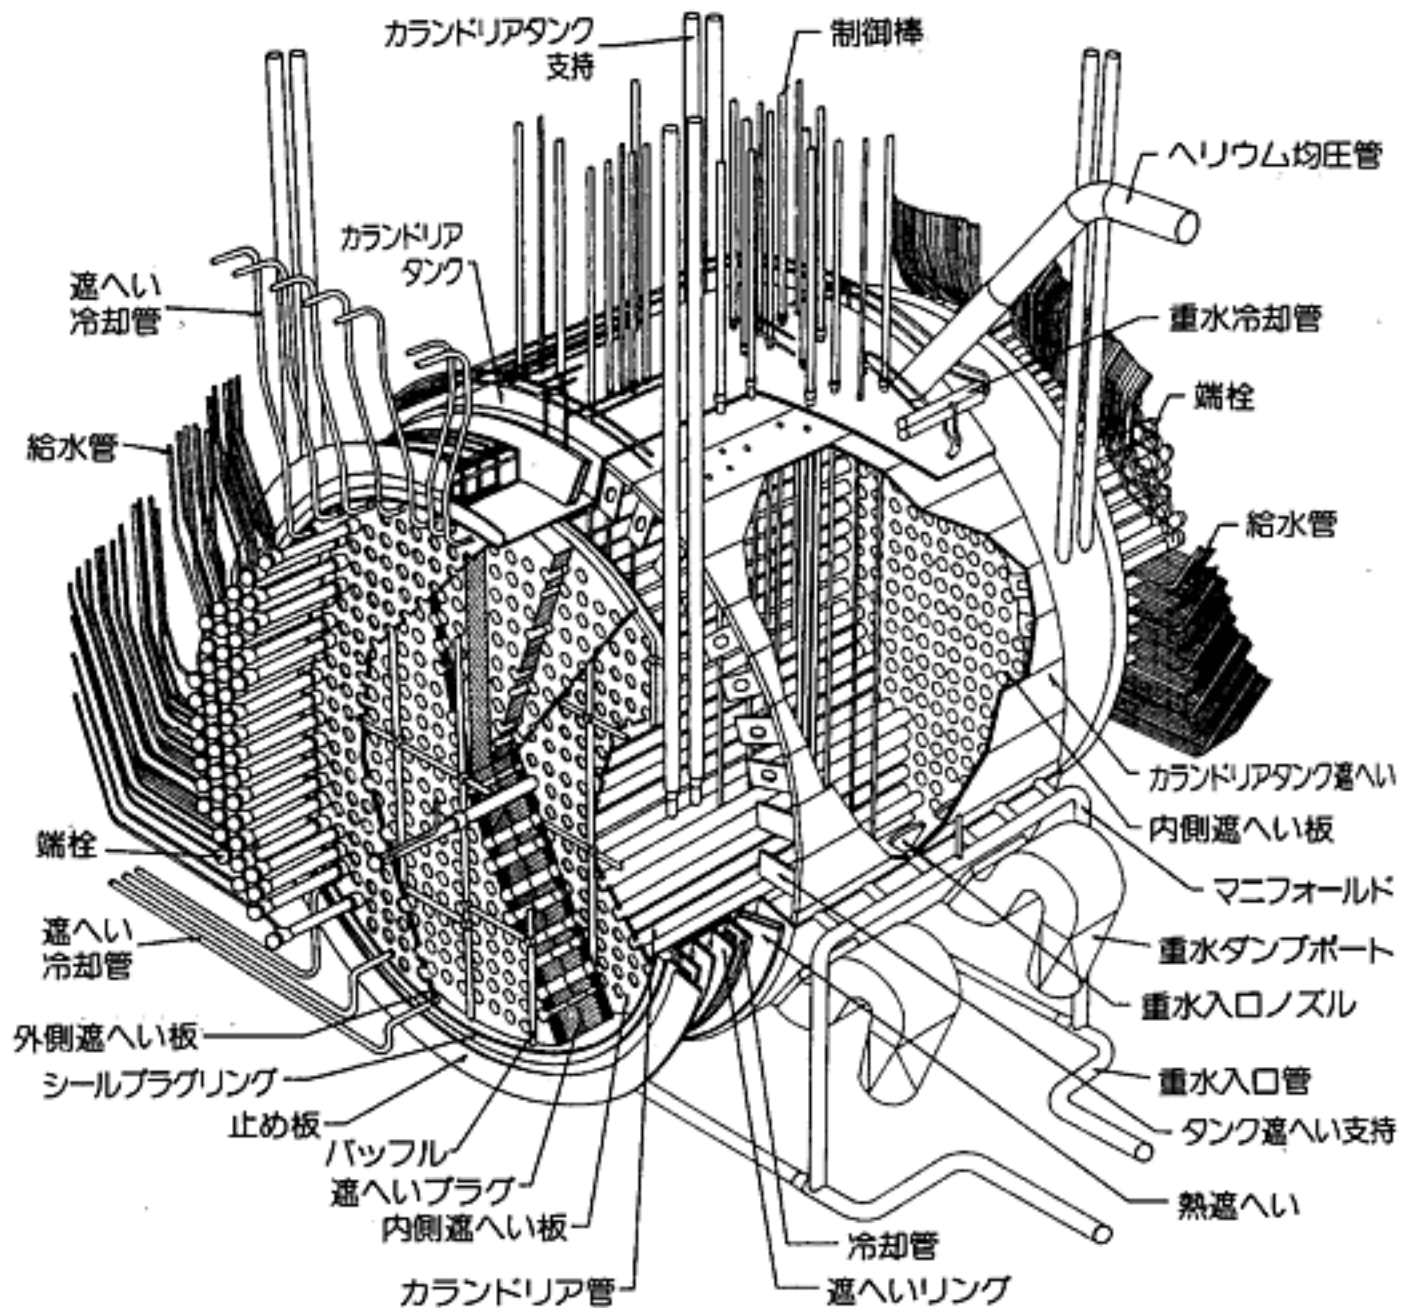 カランドリアタンク
支持
制御棒
ヘリウム均圧管
カランドリア
タンク
遮へい
冷却管
重水冷却管
端栓
給水管
給水管
カランドリアタンク遮へい
内側遮へい板
端栓
マニフォールド
遮へい
冷却管
重水ダンプポート
重水入口ノズル
外側遮へい板
シールプラグリング
重水入口管
止め板
タンク遮へい支持
バッフル
遮へいプラグ
熱遮へい
内側遮へい板
冷却管
カランドリア管
遮へいリング